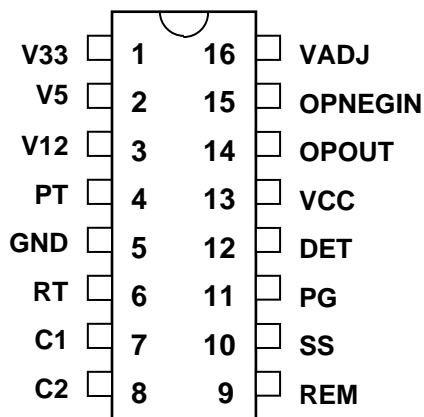 V33 1 16 VADJ
V5 2 15 OPNEGIN
V12 3 14 OPOUT
PT 4 13 VCC
GND 5 12 DET
RT 6 11 PG
C1 7 10 SS
C2 8 9 REM